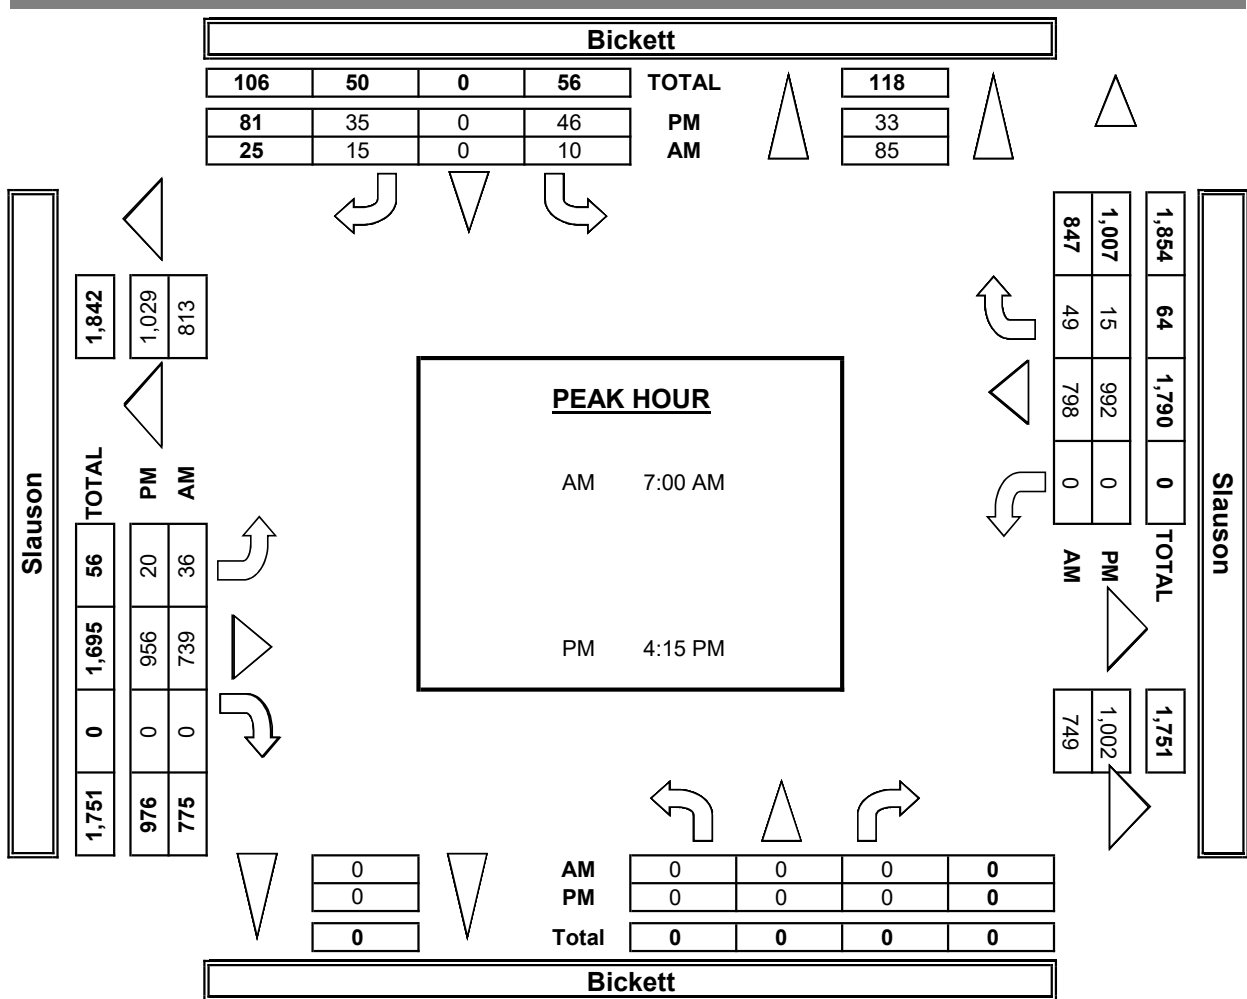 Bickett
106 50 0 56 TOTAL 118
81 35 0 46 PM 33
25 15 0 10 AM 85
Slauson
1,842
1,029
813
TOTAL
PM
AM
56 1,695 0 1,751
20 956 0 976
36 739 0 775
PEAK HOUR
AM 7:00 AM
PM 4:15 PM
1,854 64 1,790 0 TOTAL
1,007 15 992 0 PM
847 49 798 0 AM
1,751
1,002
749
Slauson
0 AM 0 0 0 0
0 PM 0 0 0 0
0 Total 0 0 0 0
Bickett